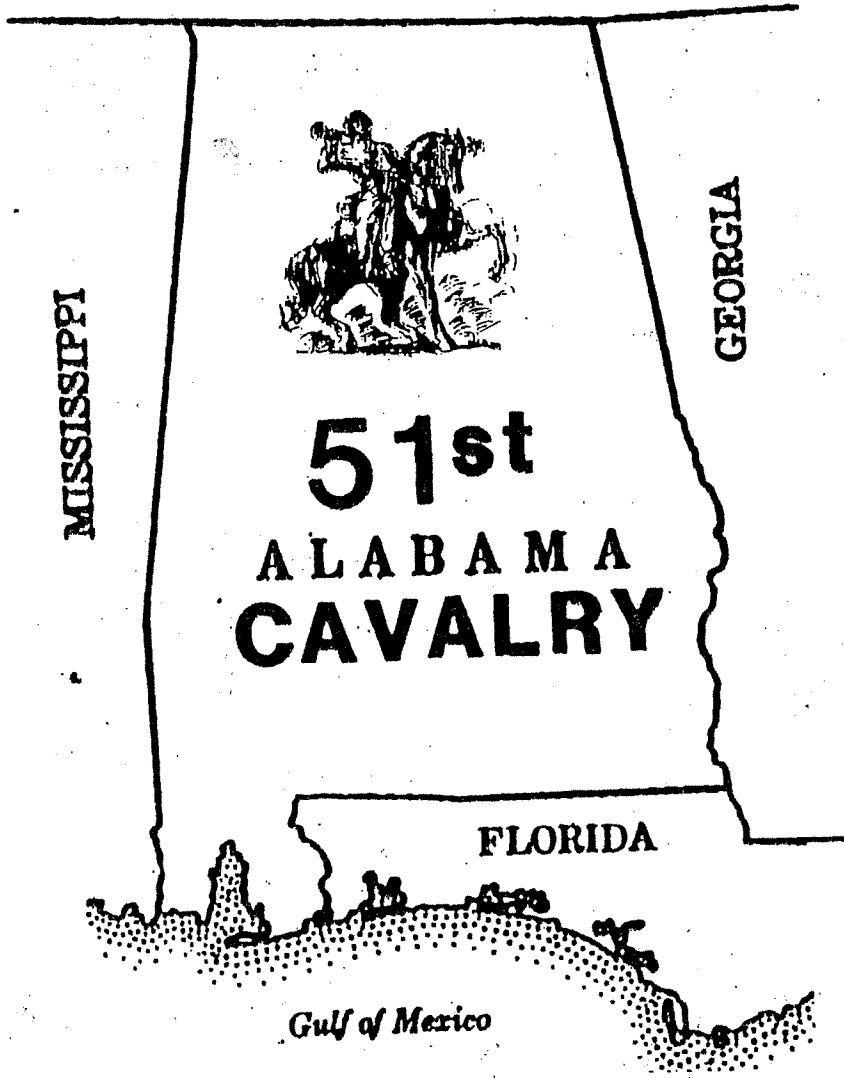 MISSISSIPPI
GEORGIA
51st
ALABAMA
CAVALRY
FLORIDA
Gulf of Mexico